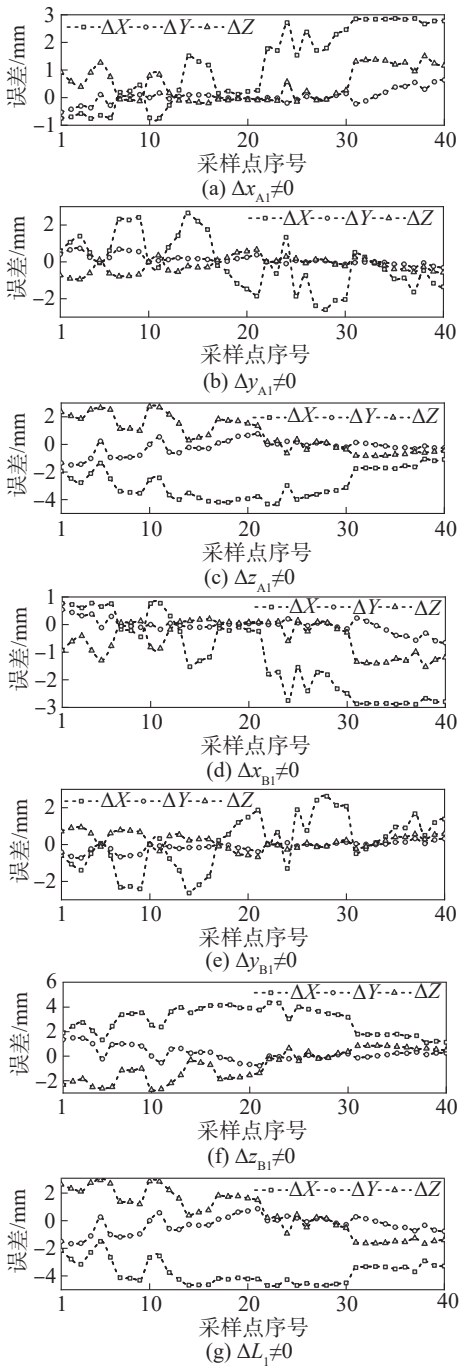 3
2
1
0
−1
误差/mm
ΔX ΔY ΔZ
1 10 20 30 40
采样点序号
(a) Δx_A1≠0
2
0
−2
误差/mm
ΔX ΔY ΔZ
1 10 20 30 40
采样点序号
(b) Δy_A1≠0
2
0
−2
−4
误差/mm
ΔX ΔY ΔZ
1 10 20 30 40
采样点序号
(c) Δz_A1≠0
1
0
−1
−2
−3
误差/mm
ΔX ΔY ΔZ
1 10 20 30 40
采样点序号
(d) Δx_B1≠0
2
0
−2
误差/mm
ΔX ΔY ΔZ
1 10 20 30 40
采样点序号
(e) Δy_B1≠0
6
4
2
0
−2
误差/mm
ΔX ΔY ΔZ
1 10 20 30 40
采样点序号
(f) Δz_B1≠0
2
0
−2
−4
误差/mm
ΔX ΔY ΔZ
1 10 20 30 40
采样点序号
(g) ΔL_1≠0